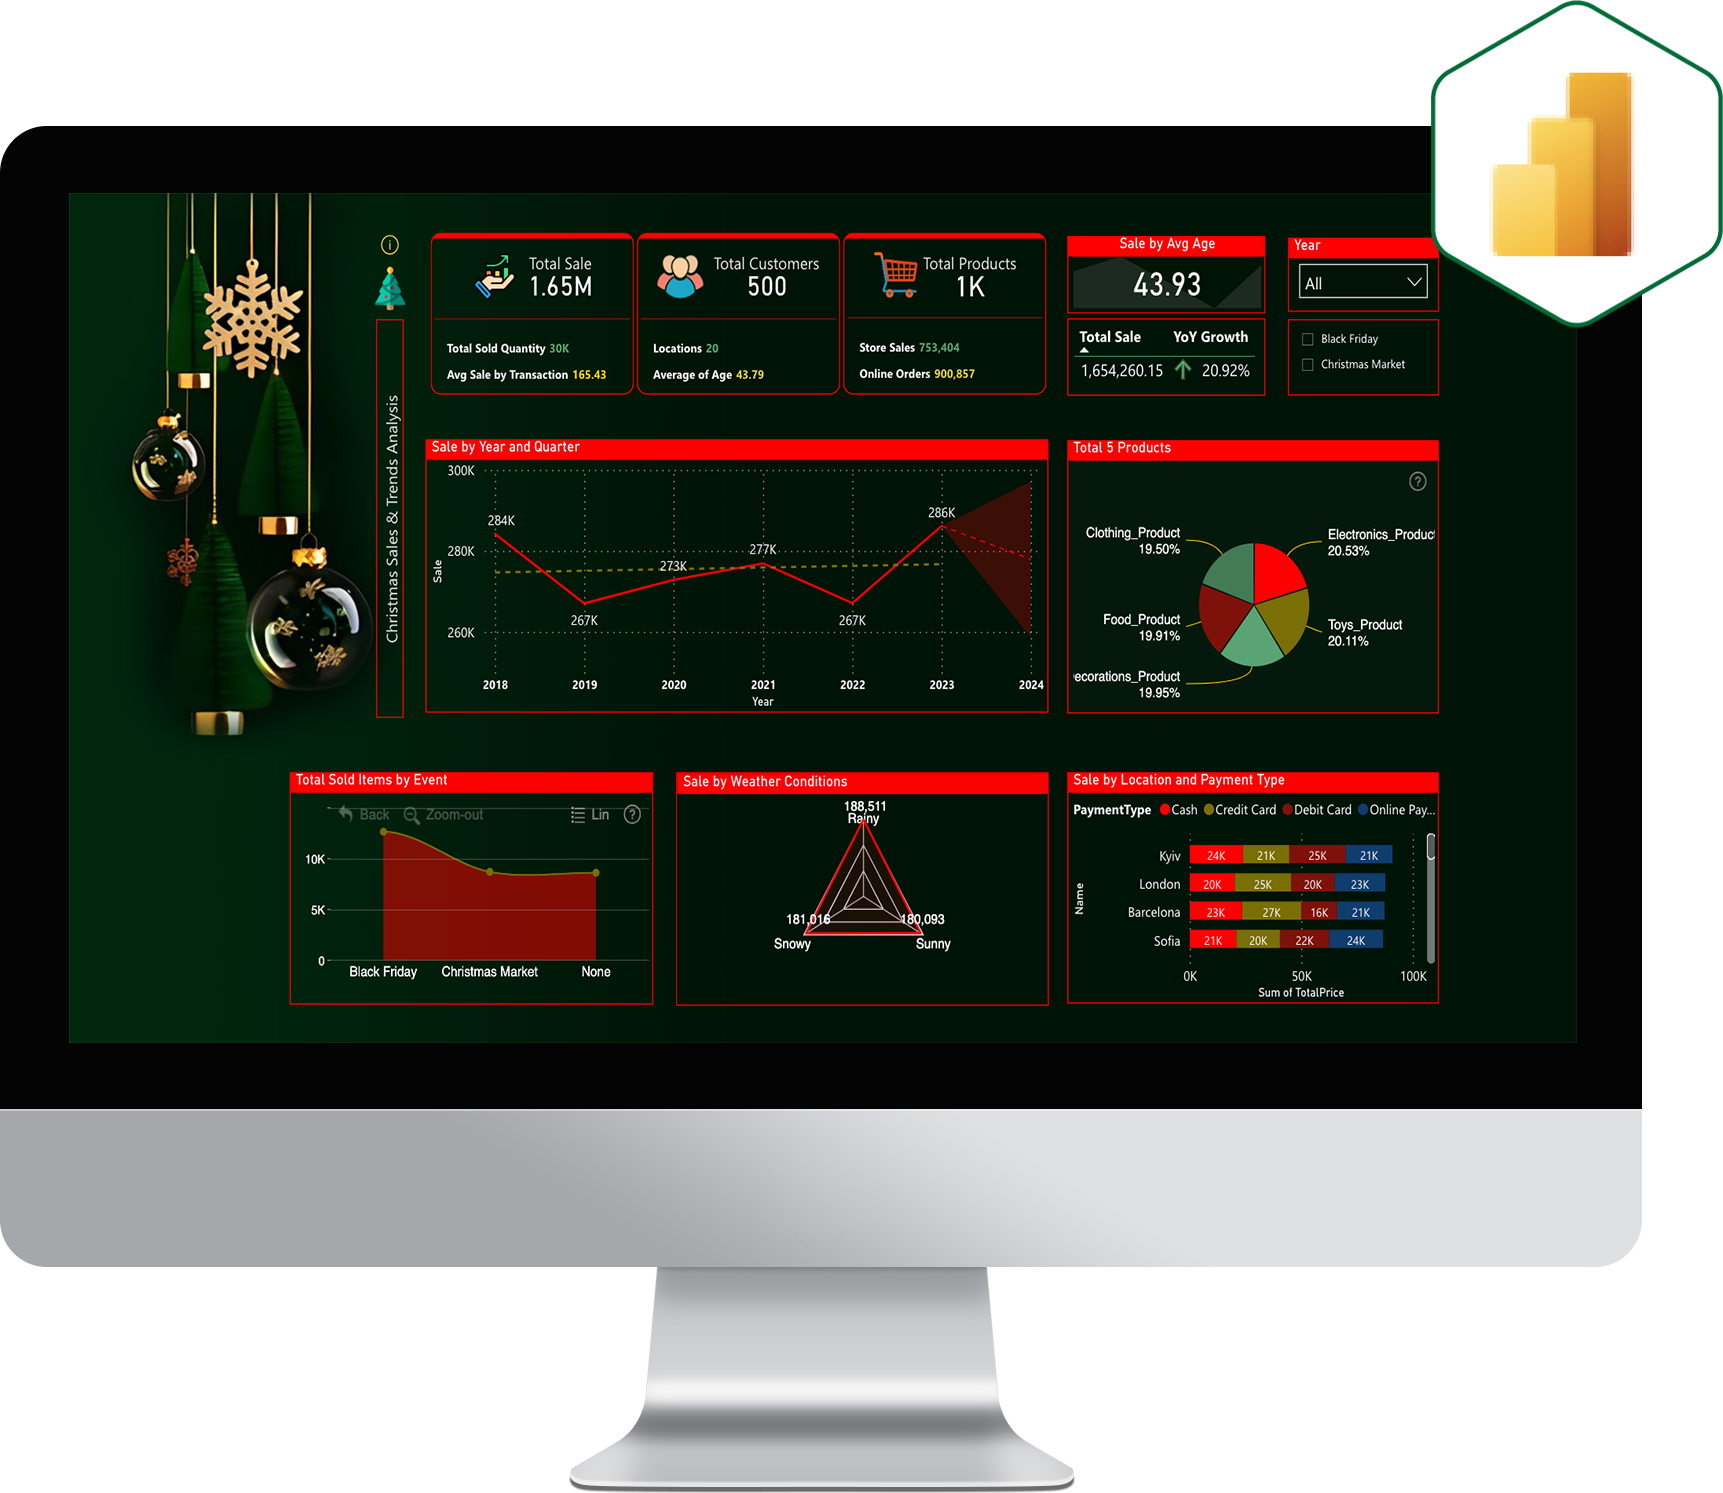 i
Christmas Sales & Trends Analysis
Total Sale
1.65M
Total Sold Quantity 30K
Avg Sale by Transaction 165.43
Total Customers
500
Locations 20
Average of Age 43.79
Total Products
1K
Store Sales 753,404
Online Orders 900,857
Sale by Avg Age
43.93
Total Sale YoY Growth
1,654,260.15 20.92%
Year
All
Black Friday
Christmas Market
Sale by Year and Quarter
300K
280K
260K
Sale
284K
267K
273K
277K
267K
286K
2018 2019 2020 2021 2022 2023 2024
Year
Total 5 Products
?
Clothing_Product
19.50%
Electronics_Product
20.53%
Food_Product
19.91%
Toys_Product
20.11%
ecorations_Product
19.95%
Total Sold Items by Event
Back Zoom-out Lin ?
10K
5K
0
Black Friday Christmas Market None
Sale by Weather Conditions
188,511
Rainy
181,016
Snowy
180,093
Sunny
Sale by Location and Payment Type
PaymentType Cash Credit Card Debit Card Online Pay...
Name
Kyiv 24K 21K 25K 21K
London 20K 25K 20K 23K
Barcelona 23K 27K 16K 21K
Sofia 21K 20K 22K 24K
0K 50K 100K
Sum of TotalPrice